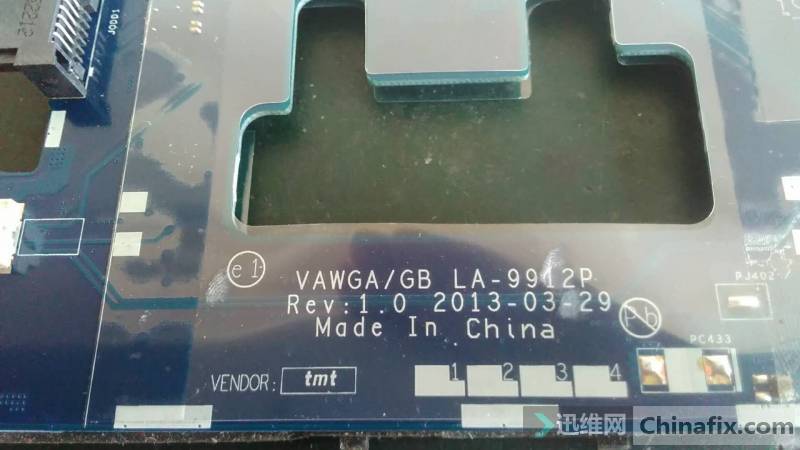 J0001
e1
VAWGA/GB LA-9912P
Rev:1.0 2013-03-29
Made In China
Pb
PJ402
PC433
VENDOR: tmt
1 2 3 4
迅维网 Chinafix.com